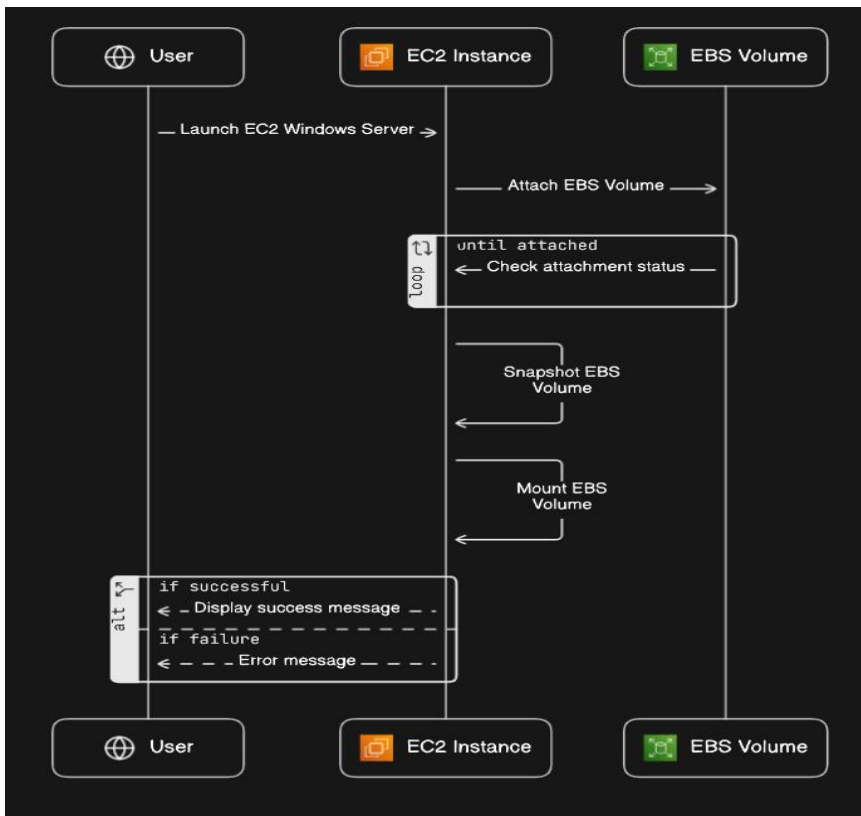 User
EC2 Instance
EBS Volume
Launch EC2 Windows Server
Attach EBS Volume
loop
until attached
Check attachment status
Snapshot EBS
Volume
Mount EBS
Volume
alt
if successful
Display success message
if failure
Error message
User
EC2 Instance
EBS Volume